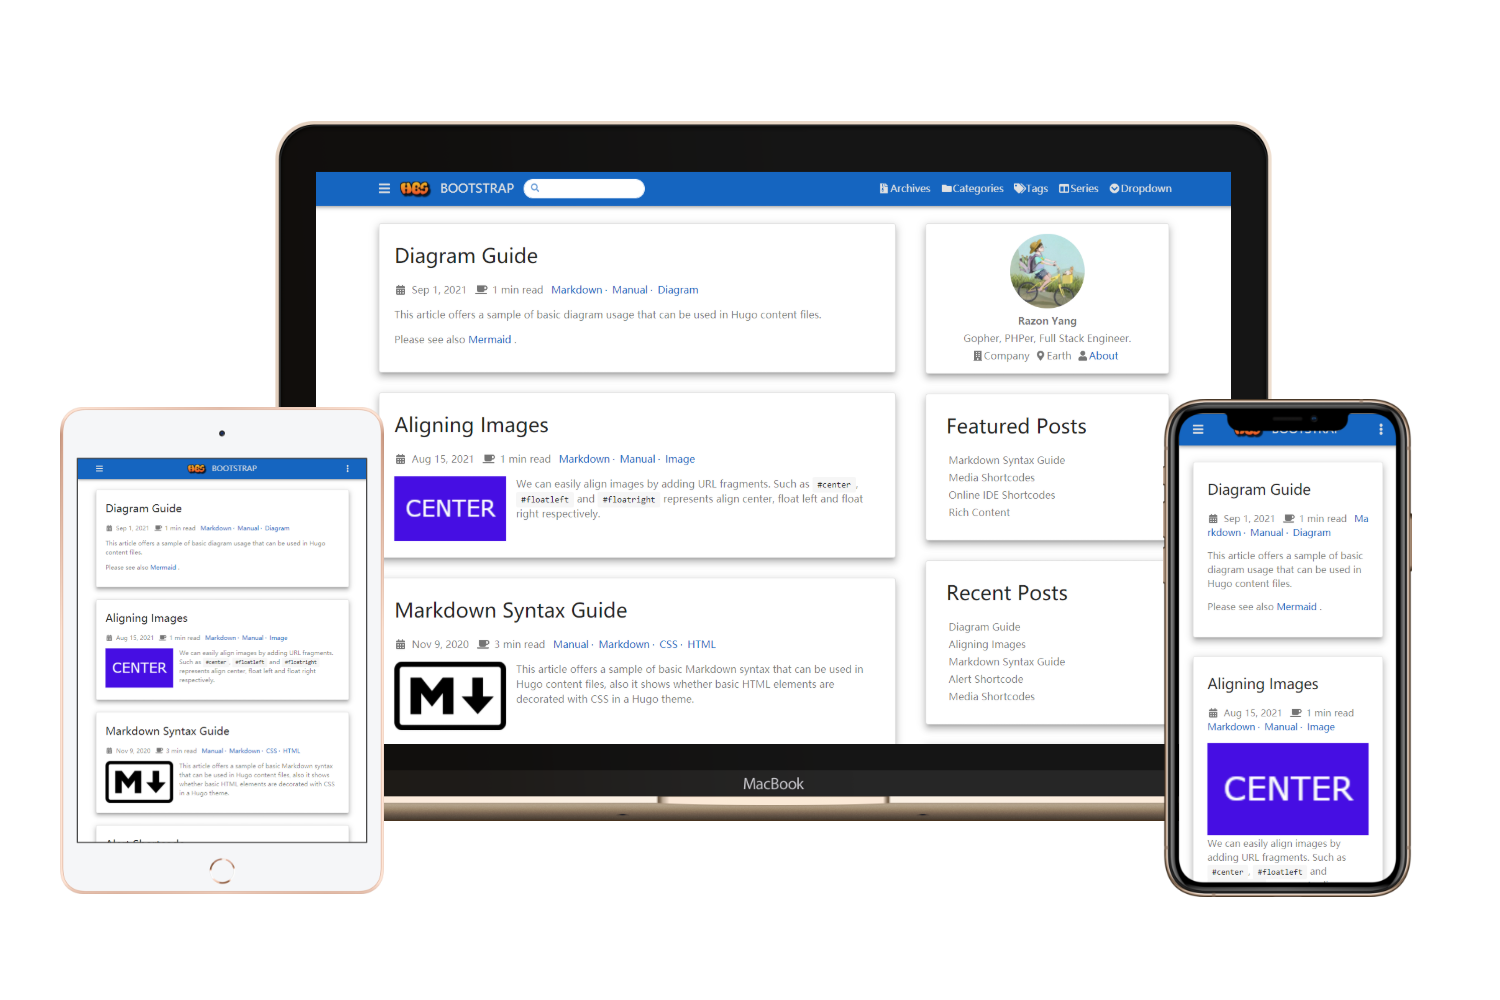 HBS BOOTSTRAP
Archives Categories Tags Series Dropdown
Diagram Guide
Sep 1, 2021 1 min read Markdown · Manual · Diagram
This article offers a sample of basic diagram usage that can be used in Hugo content files.
Please see also Mermaid .
Aligning Images
Aug 15, 2021 1 min read Markdown · Manual · Image
CENTER
We can easily align images by adding URL fragments. Such as #center ,
#floatleft and #floatright represents align center, float left and float
right respectively.
Markdown Syntax Guide
Nov 9, 2020 3 min read Manual · Markdown · CSS · HTML
M
This article offers a sample of basic Markdown syntax that can be used in
Hugo content files, also it shows whether basic HTML elements are
decorated with CSS in a Hugo theme.
Razon Yang
Gopher, PHPer, Full Stack Engineer.
Company Earth About
Featured Posts
Markdown Syntax Guide
Media Shortcodes
Online IDE Shortcodes
Rich Content
Recent Posts
Diagram Guide
Aligning Images
Markdown Syntax Guide
Alert Shortcode
Media Shortcodes
MacBook
HBS BOOTSTRAP
Diagram Guide
Sep 1, 2021 1 min read Markdown · Manual · Diagram
This article offers a sample of basic diagram usage that can be used in Hugo
content files.
Please see also Mermaid .
Aligning Images
Aug 15, 2021 1 min read Markdown · Manual · Image
CENTER
We can easily align images by adding URL fragments.
Such as #center , #floatleft and #floatright
represents align center, float left and float right
respectively.
Markdown Syntax Guide
Nov 9, 2020 3 min read Manual · Markdown · CSS · HTML
M
This article offers a sample of basic Markdown syntax
that can be used in Hugo content files, also it shows
whether basic HTML elements are decorated with CSS
in a Hugo theme.
BOOTSTRAP
Diagram Guide
Sep 1, 2021 1 min read Ma
rkdown · Manual · Diagram
This article offers a sample of basic
diagram usage that can be used in
Hugo content files.
Please see also Mermaid .
Aligning Images
Aug 15, 2021 1 min read
Markdown · Manual · Image
CENTER
We can easily align images by
adding URL fragments. Such as
#center , #floatleft and